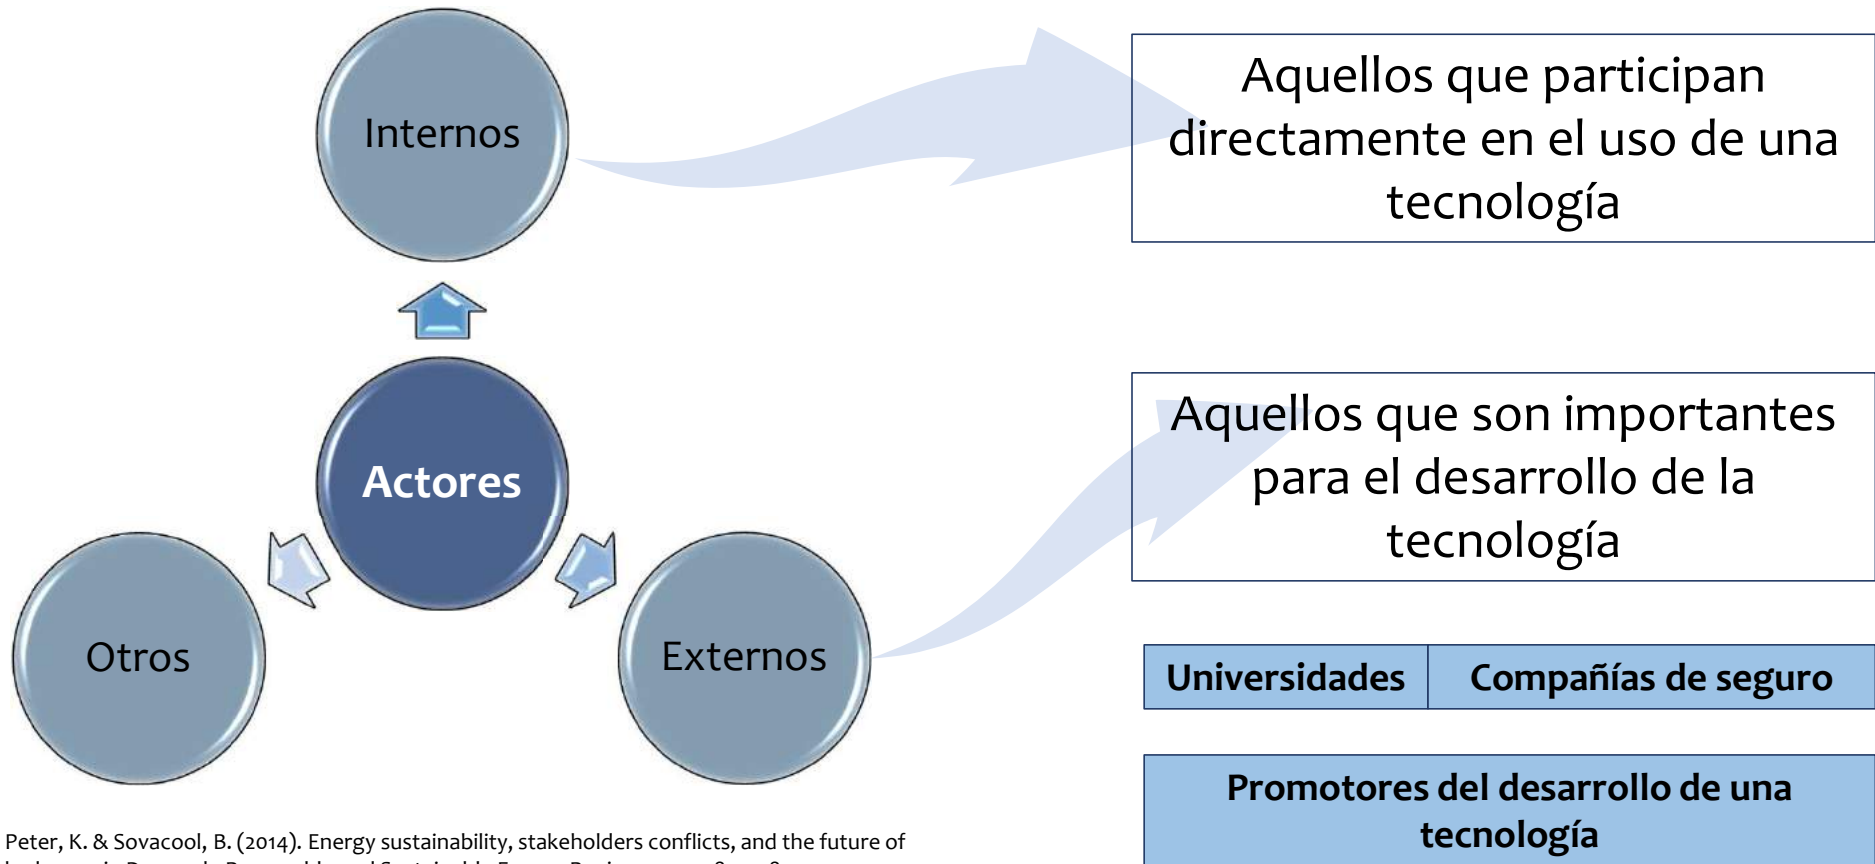 Internos
Aquellos que participan
directamente en el uso de una
tecnología
Actores
Otros
Externos
Aquellos que son importantes
para el desarrollo de la
tecnología
Universidades
Compañías de seguro
Promotores del desarrollo de una
tecnología
Peter, K. & Sovacool, B. (2014). Energy sustainability, stakeholders conflicts, and the future of